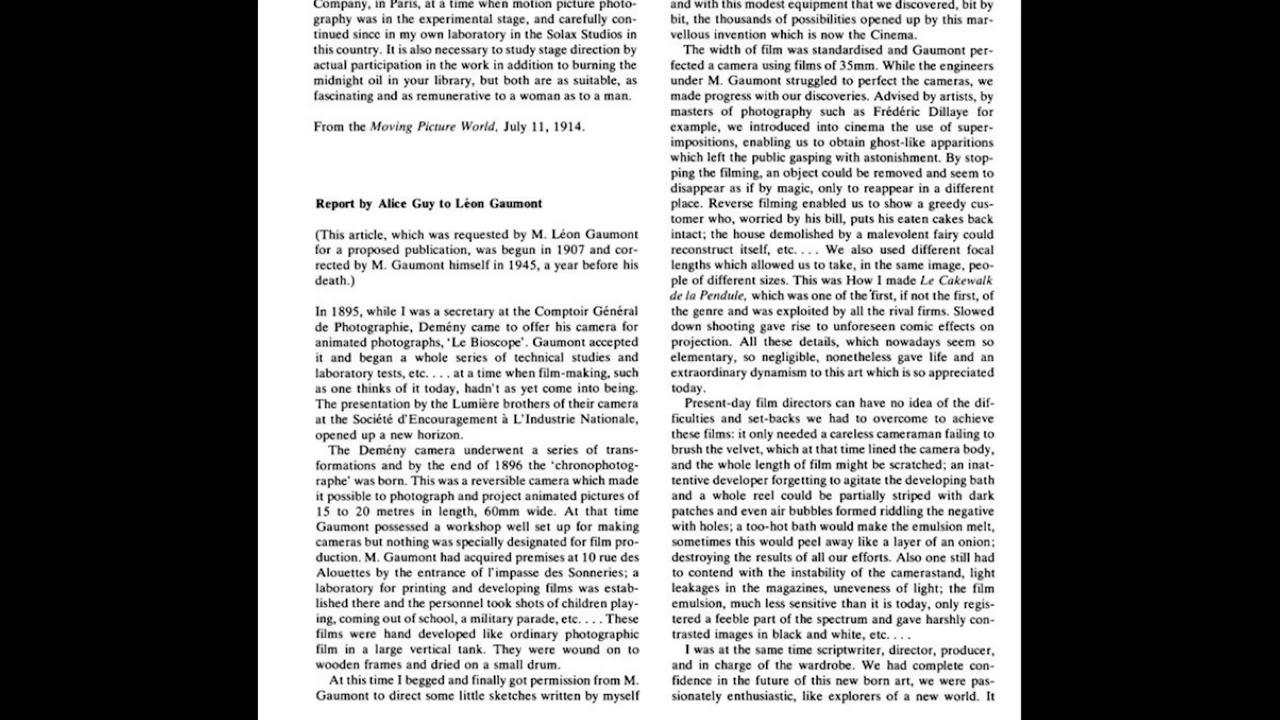 Company, in Paris, at a time when motion picture photo-
graphy was in the experimental stage, and carefully con-
tinued since in my own laboratory in the Solax Studios in
this country. It is also necessary to study stage direction by
actual participation in the work in addition to burning the
midnight oil in your library, but both are as suitable, as
fascinating and as remunerative to a woman as to a man.
From the Moving Picture World, July 11, 1914.
Report by Alice Guy to Léon Gaumont
(This article, which was requested by M. Léon Gaumont
for a proposed publication, was begun in 1907 and cor-
rected by M. Gaumont himself in 1945, a year before his
death.)
In 1895, while I was a secretary at the Comptoir Général
de Photographie, Demény came to offer his camera for
animated photographs, 'Le Bioscope'. Gaumont accepted
it and began a whole series of technical studies and
laboratory tests, etc. . . . at a time when film-making, such
as one thinks of it today, hadn't as yet come into being.
The presentation by the Lumière brothers of their camera
at the Société d'Encouragement à L'Industrie Nationale,
opened up a new horizon.
The Demény camera underwent a series of trans-
formations and by the end of 1896 the 'chronophotog-
raphe' was born. This was a reversible camera which made
it possible to photograph and project animated pictures of
15 to 20 metres in length, 60mm wide. At that time
Gaumont possessed a workshop well set up for making
cameras but nothing was specially designated for film pro-
duction. M. Gaumont had acquired premises at 10 rue des
Alouettes by the entrance of l'impasse des Sonneries; a
laboratory for printing and developing films was estab-
lished there and the personnel took shots of children play-
ing, coming out of school, a military parade, etc. . . . These
films were hand developed like ordinary photographic
film in a large vertical tank. They were wound on to
wooden frames and dried on a small drum.
At this time I begged and finally got permission from M.
Gaumont to direct some little sketches written by myself
and with this modest equipment that we discovered, bit by
bit, the thousands of possibilities opened up by this mar-
vellous invention which is now the Cinema.
The width of film was standardised and Gaumont per-
fected a camera using films of 35mm. While the engineers
under M. Gaumont struggled to perfect the cameras, we
made progress with our discoveries. Advised by artists, by
masters of photography such as Frédéric Dillaye for
example, we introduced into cinema the use of super-
impositions, enabling us to obtain ghost-like apparitions
which left the public gasping with astonishment. By stop-
ping the filming, an object could be removed and seem to
disappear as if by magic, only to reappear in a different
place. Reverse filming enabled us to show a greedy cus-
tomer who, worried by his bill, puts his eaten cakes back
intact; the house demolished by a malevolent fairy could
reconstruct itself, etc. . . . We also used different focal
lengths which allowed us to take, in the same image, peo-
ple of different sizes. This was How I made Le Cakewalk
de la Pendule, which was one of the first, if not the first, of
the genre and was exploited by all the rival firms. Slowed
down shooting gave rise to unforeseen comic effects on
projection. All these details, which nowadays seem so
elementary, so negligible, nonetheless gave life and an
extraordinary dynamism to this art which is so appreciated
today.
Present-day film directors can have no idea of the dif-
ficulties and set-backs we had to overcome to achieve
these films: it only needed a careless cameraman failing to
brush the velvet, which at that time lined the camera body,
and the whole length of film might be scratched; an inat-
tentive developer forgetting to agitate the developing bath
and a whole reel could be partially striped with dark
patches and even air bubbles formed riddling the negative
with holes; a too-hot bath would make the emulsion melt,
sometimes this would peel away like a layer of an onion;
destroying the results of all our efforts. Also one still had
to contend with the instability of the camerastand, light
leakages in the magazines, uneveness of light; the film
emulsion, much less sensitive than it is today, only regis-
tered a feeble part of the spectrum and gave harshly con-
trasted images in black and white, etc. . . .
I was at the same time scriptwriter, director, producer,
and in charge of the wardrobe. We had complete con-
fidence in the future of this new born art, we were pas-
sionately enthusiastic, like explorers of a new world. It